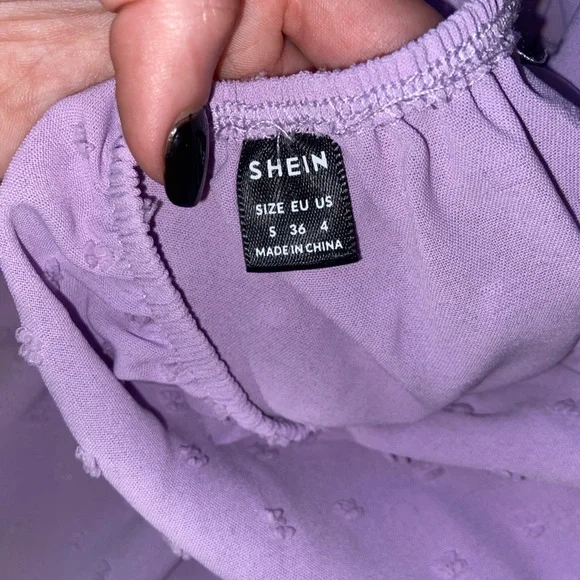 SHEIN
SIZE EU US
S 36 4
MADE IN CHINA